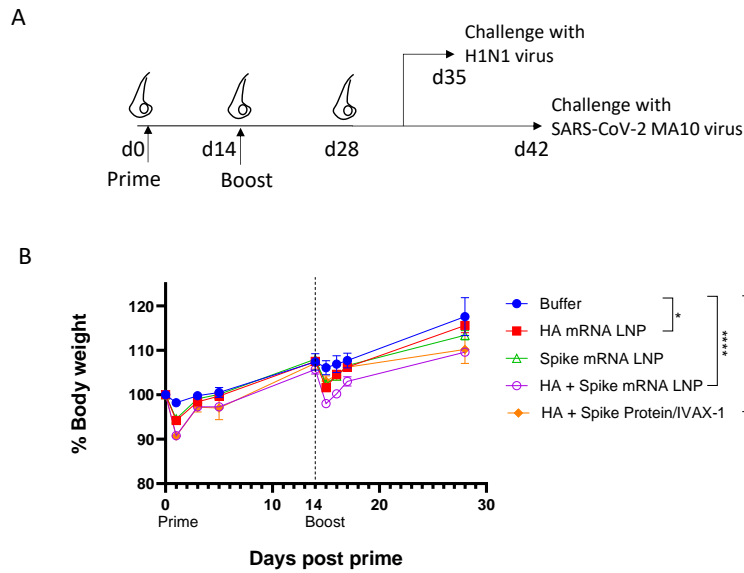 A
Challenge with
H1N1 virus
d35
Challenge with
SARS-CoV-2 MA10 virus
d0
d14
d28
d42
Prime
Boost
B
% Body weight
120
110
100
90
80
0
10
14
20
30
Prime
Boost
Days post prime
Buffer
HA mRNA LNP
Spike mRNA LNP
HA + Spike mRNA LNP
HA + Spike Protein/IVAX-1
*
****